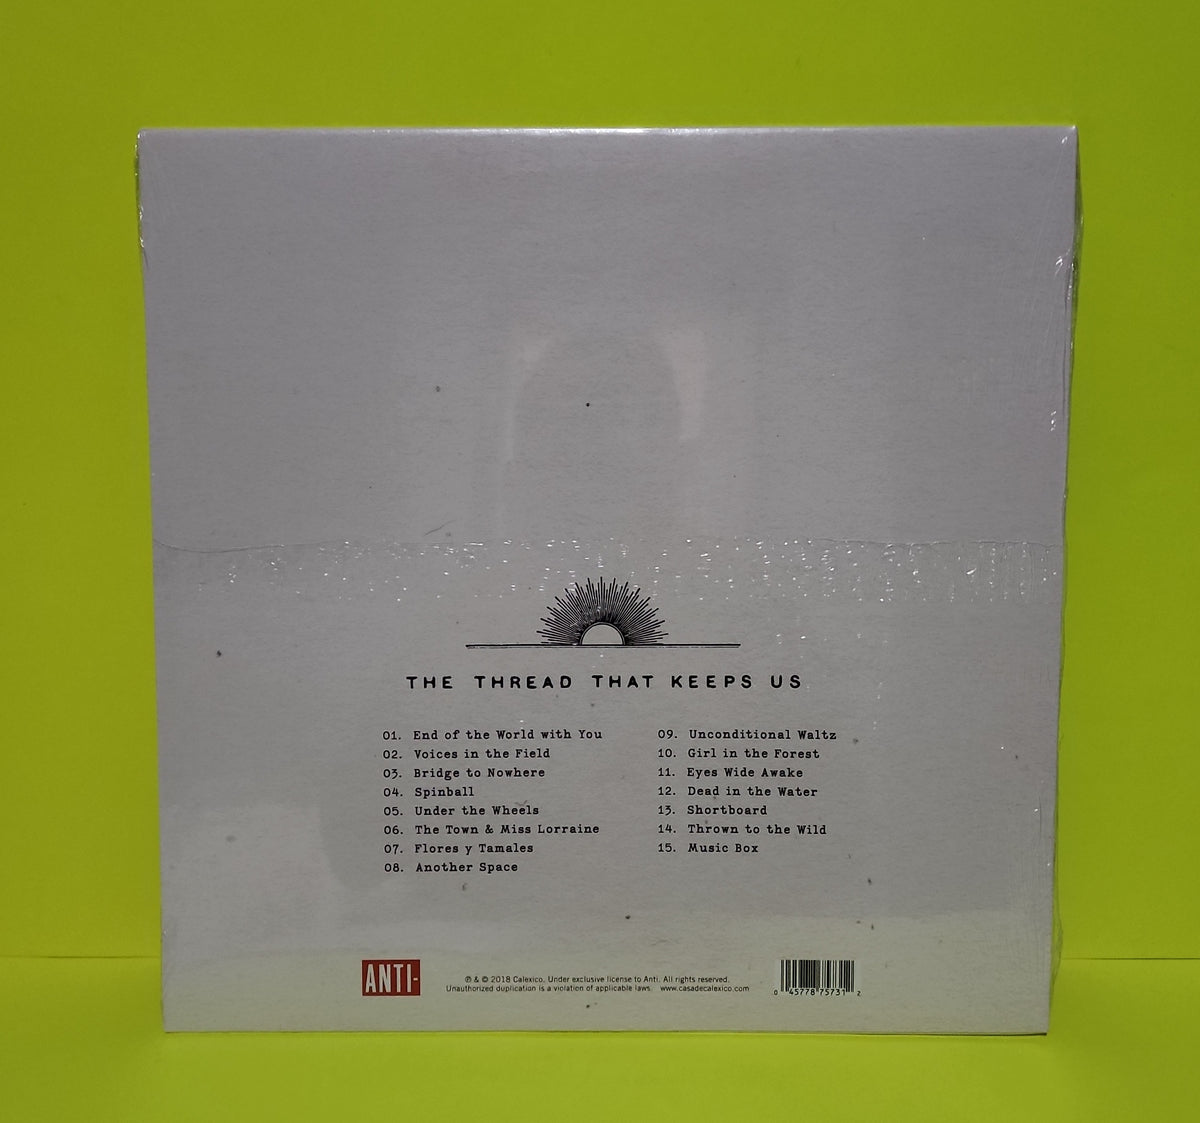 THE THREAD THAT KEEPS US
01. End of the World with You
02. Voices in the Field
03. Bridge to Nowhere
04. Spinball
05. Under the Wheels
06. The Town & Miss Lorraine
07. Flores y Tamales
08. Another Space
09. Unconditional Waltz
10. Girl in the Forest
11. Eyes Wide Awake
12. Dead in the Water
13. Shortboard
14. Thrown to the Wild
15. Music Box
ANTI-
℗ & © 2018 Calexico. Under exclusive license to Anti. All rights reserved.
Unauthorized duplication is a violation of applicable laws. www.casadecalexico.com
0 45778 75731 2